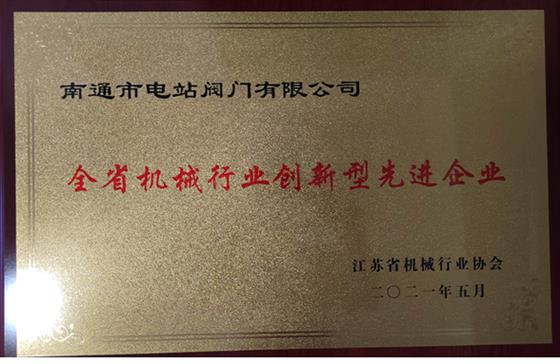 南通市电站阀门有限公司
全省机械行业创新型先进企业
江苏省机械行业协会
二〇二一年五月